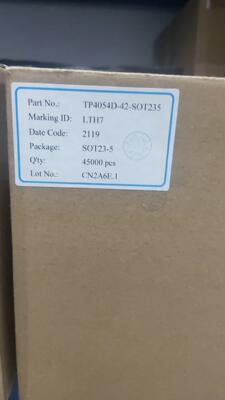 Part No.: TP4054D-42-SOT235
Marking ID: LTH7
Date Code: 2119
Package: SOT23-5
Q'ty: 45000 pcs
Lot No.: CN2A6E.1